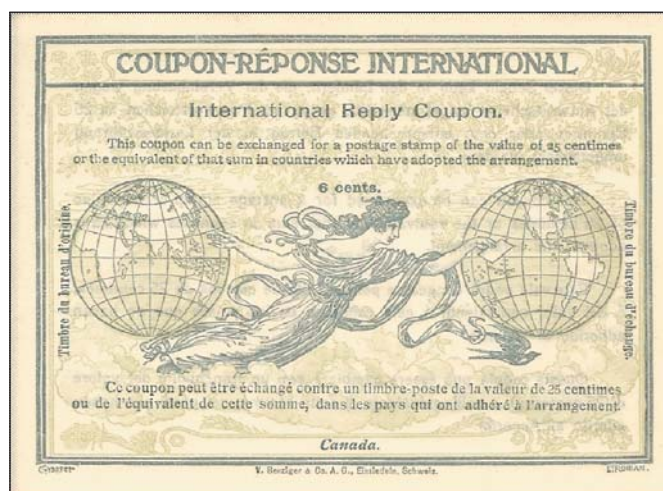 COUPON-RÉPONSE INTERNATIONAL
International Reply Coupon.
This coupon can be exchanged for a postage stamp of the value of 25 centimes
or the equivalent of that sum in countries which have adopted the arrangement.
6 cents.
Timbre du bureau d'origine.
Timbre du bureau d'échange.
Ce coupon peut être échangé contre un timbre-poste de la valeur de 25 centimes
ou de l'équivalent de cette somme, dans les pays qui ont adhéré à l'arrangement.
Canada.
& Co. A. G., Einsiedeln, Schweiz.